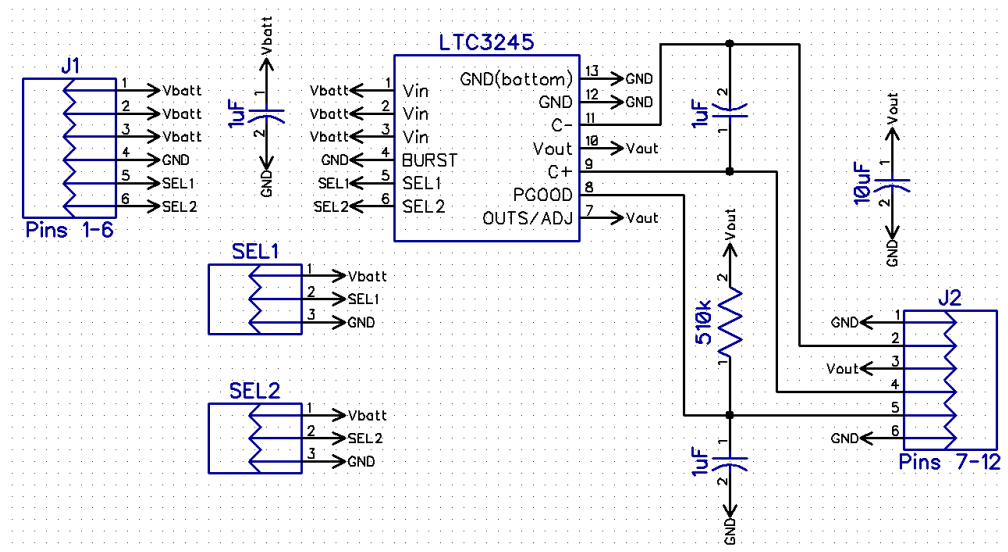 LTC3245
J1
1 Vbatt
2 Vbatt
3 Vbatt
4 GND
5 SEL1
6 SEL2
Pins 1-6
Vbatt
1
1uF
2
GND
Vbatt 1 Vin
Vbatt 2 Vin
Vbatt 3 Vin
GND 4 BURST
SEL1 5 SEL1
SEL2 6 SEL2
GND(bottom) 13 GND
GND 12 GND
C- 11
Vout 10 Vout
C+ 9
PGOOD 8
OUTS/ADJ 7 Vout
2
1uF
1
Vout
1
10uF
2
GND
SEL1
1 Vbatt
2 SEL1
3 GND
SEL2
1 Vbatt
2 SEL2
3 GND
Vout
2
510k
1
1
1uF
2
GND
J2
GND 1
2
Vout 3
4
5
GND 6
Pins 7-12